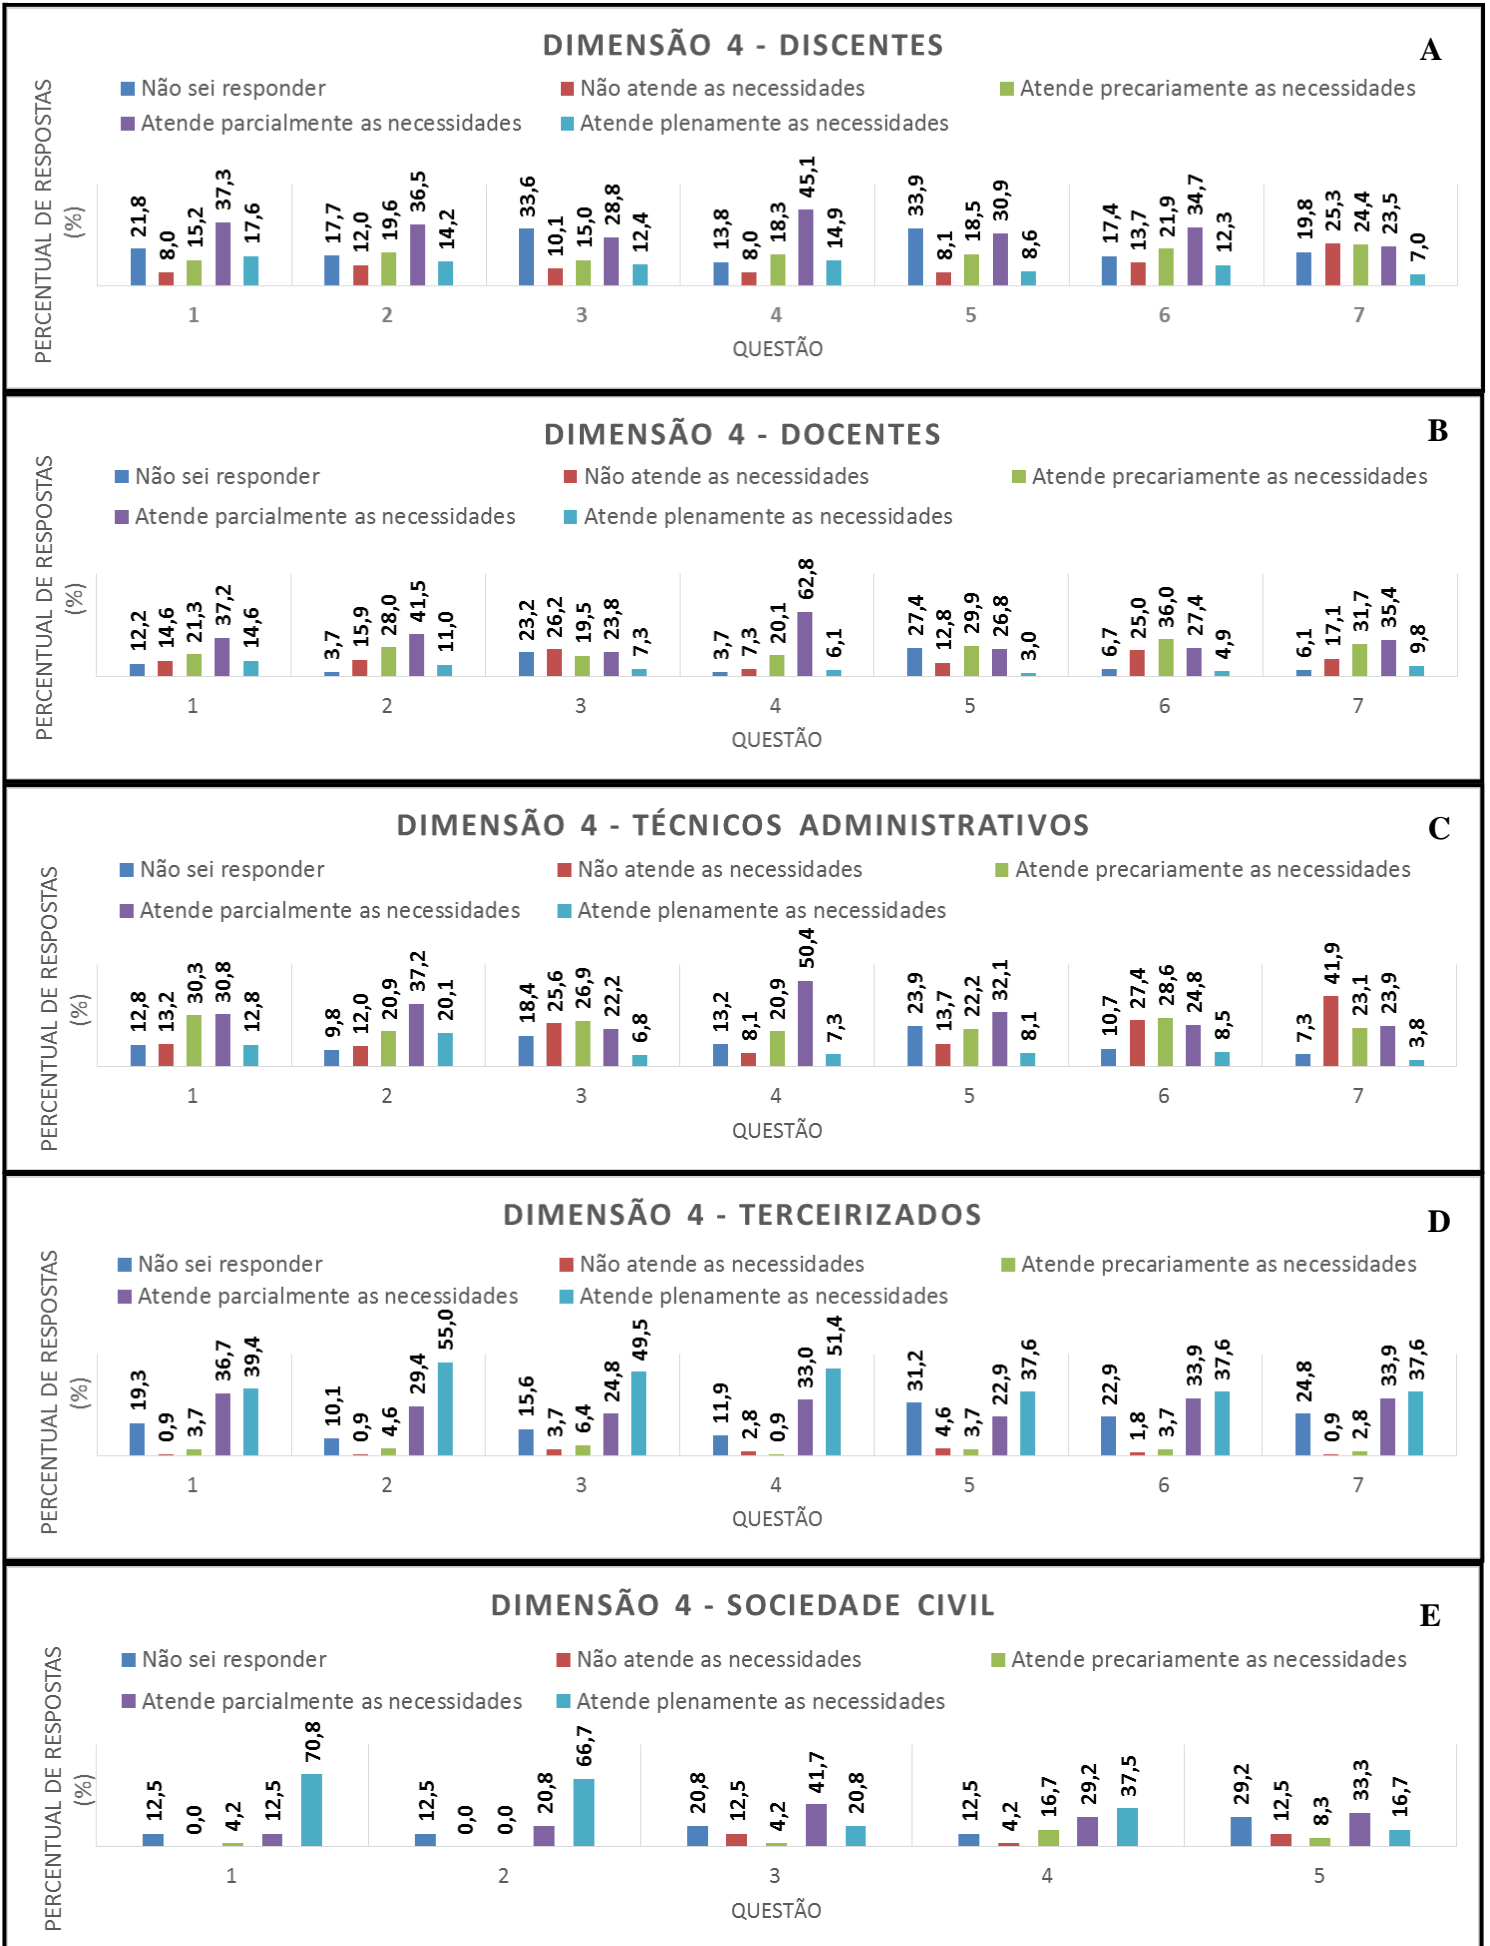 DIMENSÃO 4 - DISCENTES
A
Não sei responder
Não atende as necessidades
Atende precariamente as necessidades
Atende parcialmente as necessidades
Atende plenamente as necessidades
PERCENTUAL DE RESPOSTAS
(%)
21,8 8,0 15,2 37,3 17,6
17,7 12,0 19,6 36,5 14,2
33,6 10,1 15,0 28,8 12,4
13,8 8,0 18,3 45,1 14,9
33,9 8,1 18,5 30,9 8,6
17,4 13,7 21,9 34,7 12,3
19,8 25,3 24,4 23,5 7,0
1 2 3 4 5 6 7
QUESTÃO
DIMENSÃO 4 - DOCENTES
B
Não sei responder
Não atende as necessidades
Atende precariamente as necessidades
Atende parcialmente as necessidades
Atende plenamente as necessidades
PERCENTUAL DE RESPOSTAS
(%)
12,2 14,6 21,3 37,2 14,6
3,7 15,9 28,0 41,5 11,0
23,2 26,2 19,5 23,8 7,3
3,7 7,3 20,1 62,8 6,1
27,4 12,8 29,9 26,8 3,0
6,7 25,0 36,0 27,4 4,9
6,1 17,1 31,7 35,4 9,8
1 2 3 4 5 6 7
QUESTÃO
DIMENSÃO 4 - TÉCNICOS ADMINISTRATIVOS
C
Não sei responder
Não atende as necessidades
Atende precariamente as necessidades
Atende parcialmente as necessidades
Atende plenamente as necessidades
PERCENTUAL DE RESPOSTAS
(%)
12,8 13,2 30,3 30,8 12,8
9,8 12,0 20,9 37,2 20,1
18,4 25,6 26,9 22,2 6,8
13,2 8,1 20,9 50,4 7,3
23,9 13,7 22,2 32,1 8,1
10,7 27,4 28,6 24,8 8,5
7,3 41,9 23,1 23,9 3,8
1 2 3 4 5 6 7
QUESTÃO
DIMENSÃO 4 - TERCEIRIZADOS
D
Não sei responder
Não atende as necessidades
Atende precariamente as necessidades
Atende parcialmente as necessidades
Atende plenamente as necessidades
PERCENTUAL DE RESPOSTAS
(%)
19,3 0,9 3,7 36,7 39,4
10,1 0,9 4,6 29,4 55,0
15,6 3,7 6,4 24,8 49,5
11,9 2,8 0,9 33,0 51,4
31,2 4,6 3,7 22,9 37,6
22,9 1,8 3,7 33,9 37,6
24,8 0,9 2,8 33,9 37,6
1 2 3 4 5 6 7
QUESTÃO
DIMENSÃO 4 - SOCIEDADE CIVIL
E
Não sei responder
Não atende as necessidades
Atende precariamente as necessidades
Atende parcialmente as necessidades
Atende plenamente as necessidades
PERCENTUAL DE RESPOSTAS
(%)
12,5 0,0 4,2 12,5 70,8
12,5 0,0 0,0 20,8 66,7
20,8 12,5 4,2 41,7 20,8
12,5 4,2 16,7 29,2 37,5
29,2 12,5 8,3 33,3 16,7
1 2 3 4 5
QUESTÃO